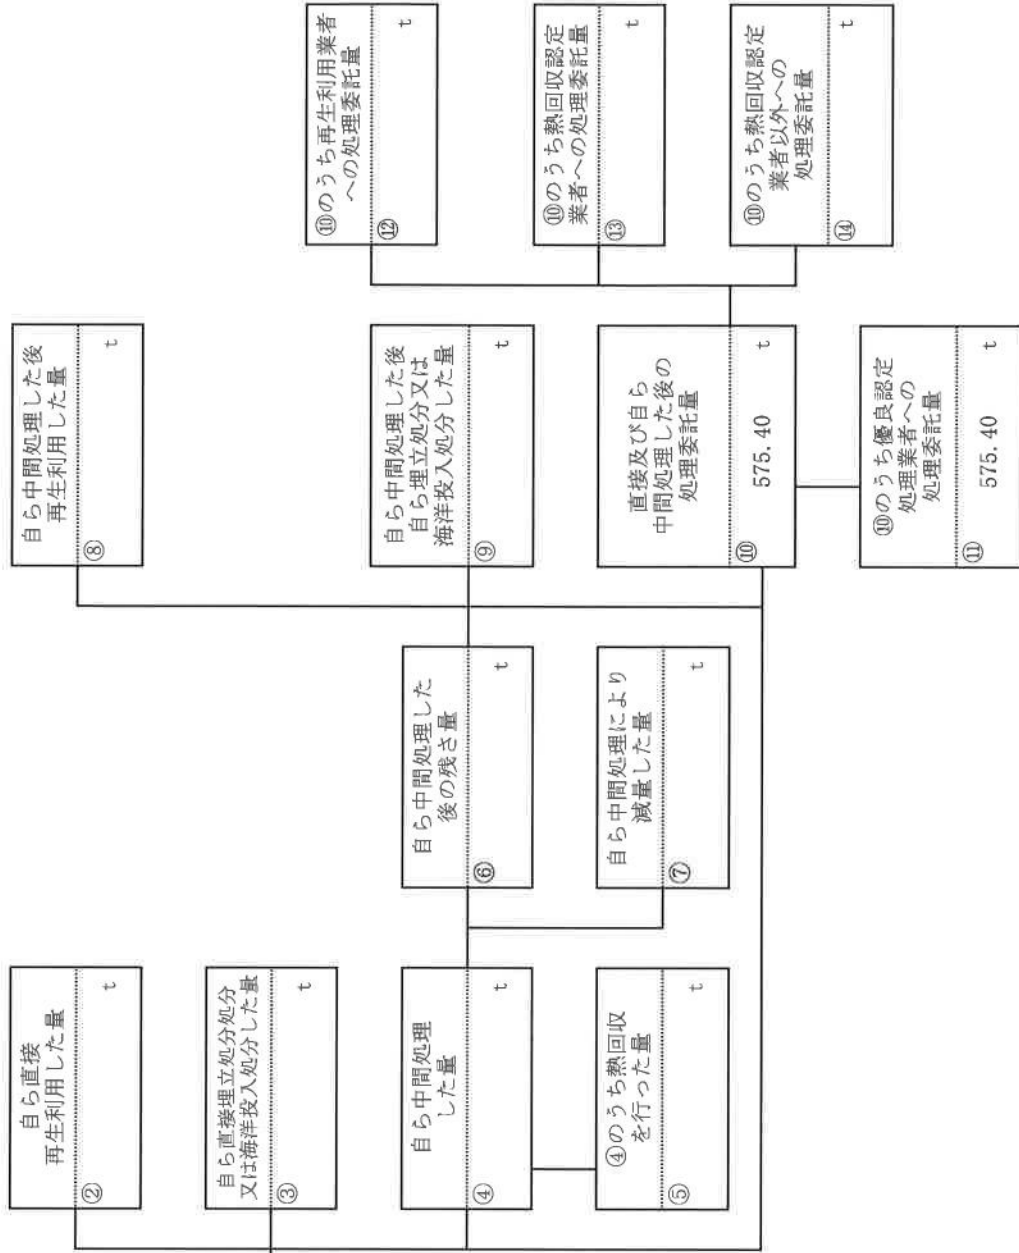 自ら直接
再生利用した量
②
t
自ら直接埋立処分処分
又は海洋投入処分した量
③
t
自ら中間処理
した量
④
t
④のうち熱回収
を行った量
⑤
t
自ら中間処理した
後の残さ量
⑥
t
自ら中間処理により
減量した量
⑦
t
自ら中間処理した後
再生利用した量
⑧
t
自ら中間処理した後
自ら埋立処分又は
海洋投入処分した量
⑨
t
直接及び自ら
中間処理した後の
処理委託量
⑩
575.40
t
⑩のうち優良認定
処理業者への
処理委託量
⑪
575.40
t
⑩のうち再生利用業者
への処理委託量
⑫
t
⑩のうち熱回収認定
業者への処理委託量
⑬
t
⑩のうち熱回収認定
業者以外への
処理委託量
⑭
t